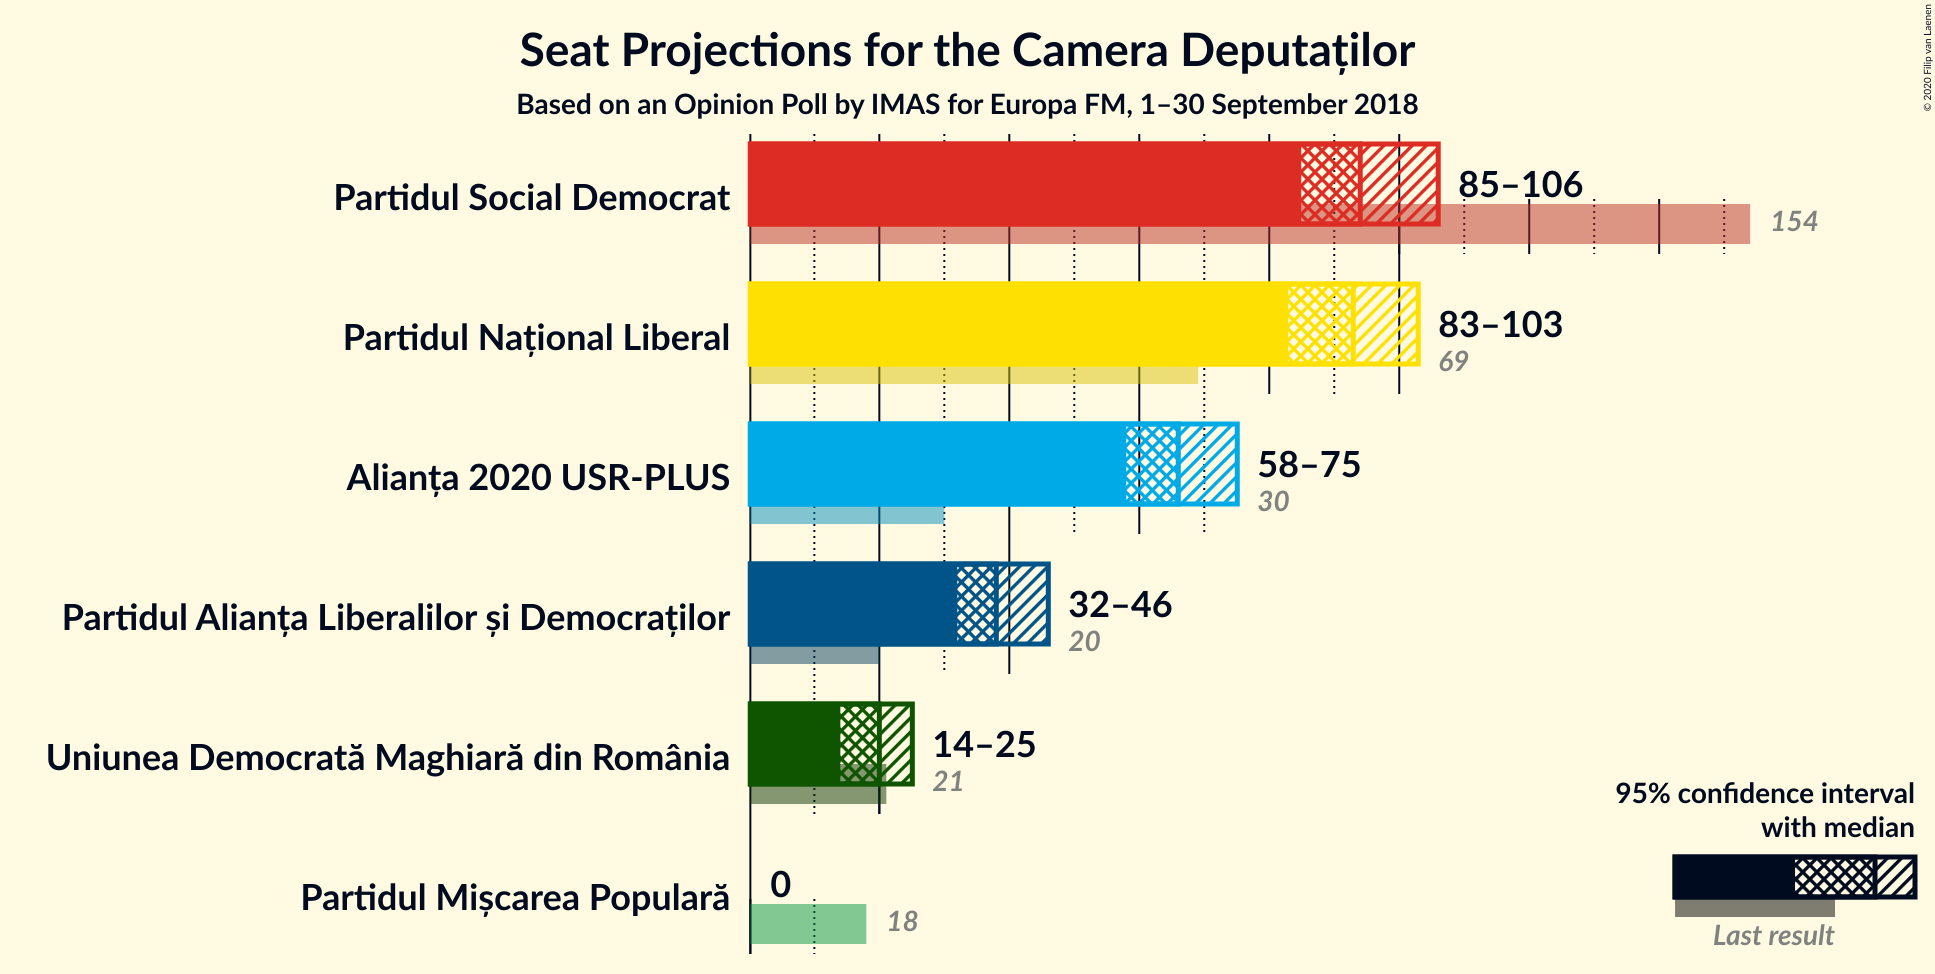 Seat Projections for the Camera Deputaților
Based on an Opinion Poll by IMAS for Europa FM, 1–30 September 2018
© 2020 Filip van Laenen
Partidul Social Democrat
85–106
154
Partidul Național Liberal
83–103
69
Alianța 2020 USR-PLUS
58–75
30
Partidul Alianța Liberalilor și Democraților
32–46
20
Uniunea Democrată Maghiară din România
14–25
21
Partidul Mișcarea Populară
0
18
95% confidence interval
with median
Last result